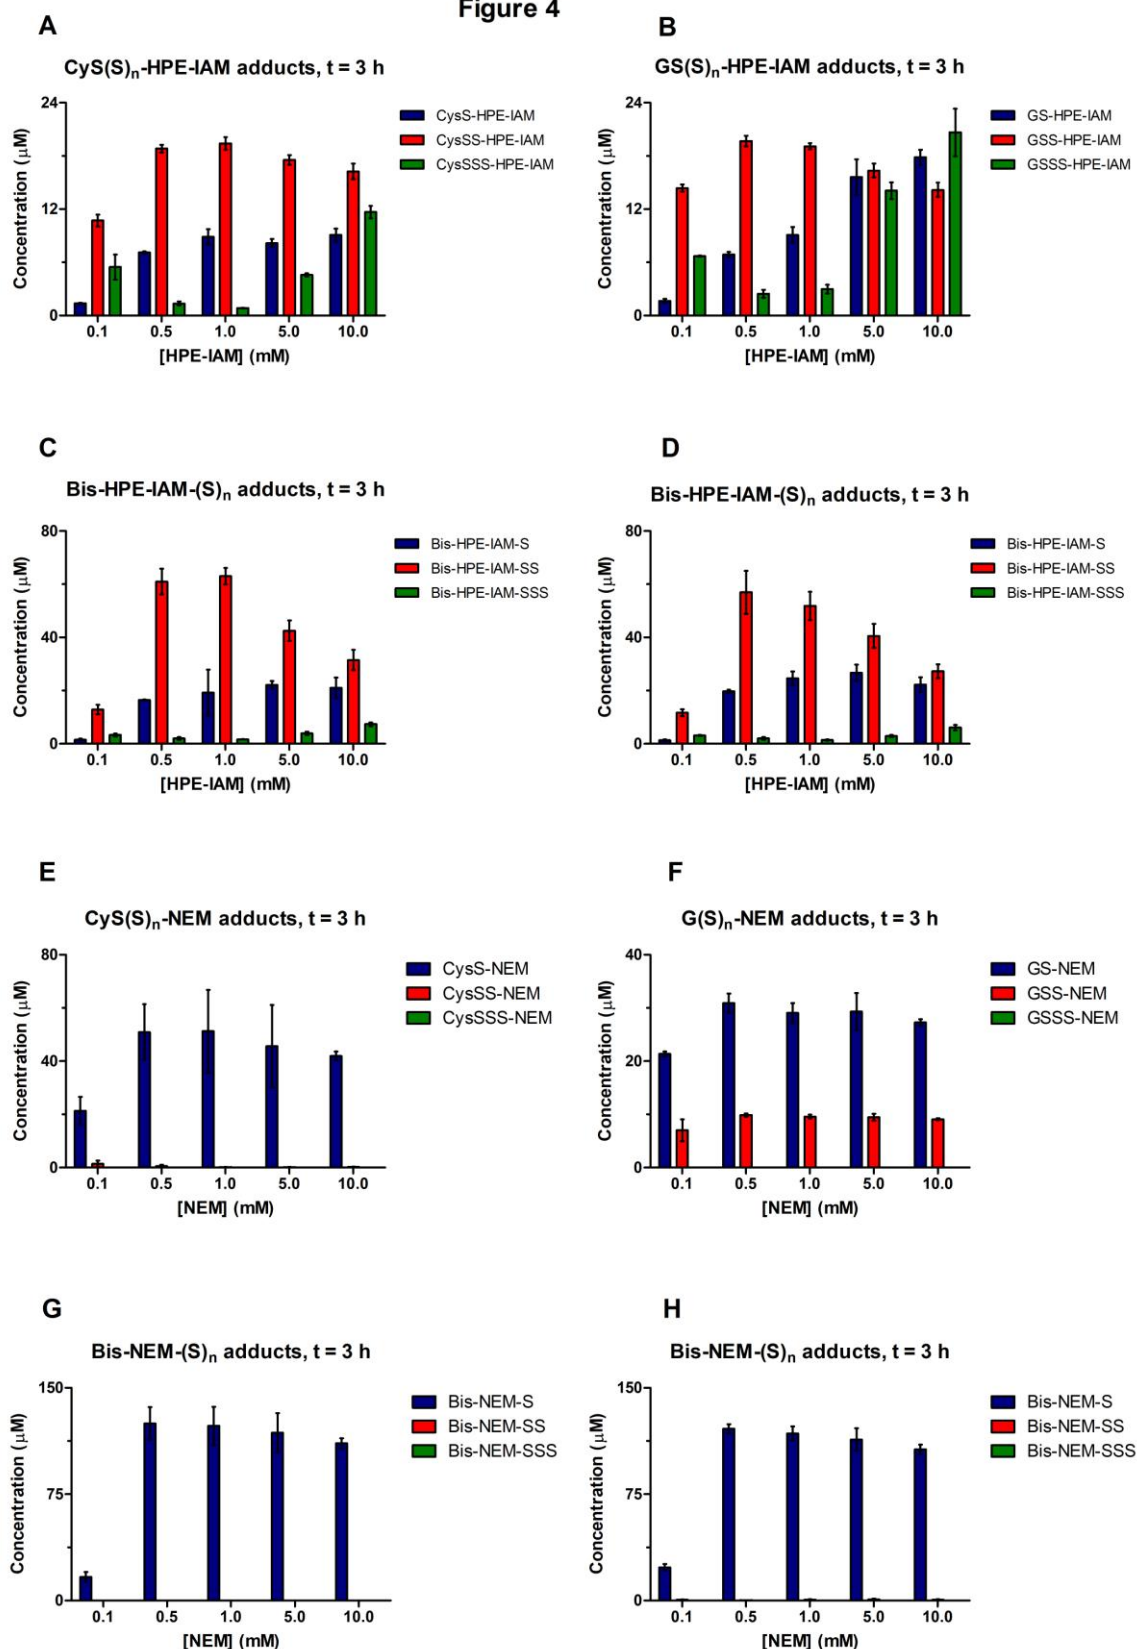 Figure 4
A
CyS(S)n-HPE-IAM adducts, t = 3 h
Concentration (μM)
24
12
0
0.1 0.5 1.0 5.0 10.0
[HPE-IAM] (mM)
CysS-HPE-IAM
CysSS-HPE-IAM
CysSSS-HPE-IAM
B
GS(S)n-HPE-IAM adducts, t = 3 h
Concentration (μM)
24
12
0
0.1 0.5 1.0 5.0 10.0
[HPE-IAM] (mM)
GS-HPE-IAM
GSS-HPE-IAM
GSSS-HPE-IAM
C
Bis-HPE-IAM-(S)n adducts, t = 3 h
Concentration (μM)
80
40
0
0.1 0.5 1.0 5.0 10.0
[HPE-IAM] (mM)
Bis-HPE-IAM-S
Bis-HPE-IAM-SS
Bis-HPE-IAM-SSS
D
Bis-HPE-IAM-(S)n adducts, t = 3 h
Concentration (μM)
80
40
0
0.1 0.5 1.0 5.0 10.0
[HPE-IAM] (mM)
Bis-HPE-IAM-S
Bis-HPE-IAM-SS
Bis-HPE-IAM-SSS
E
CyS(S)n-NEM adducts, t = 3 h
Concentration (μM)
80
40
0
0.1 0.5 1.0 5.0 10.0
[NEM] (mM)
CysS-NEM
CysSS-NEM
CysSSS-NEM
F
G(S)n-NEM adducts, t = 3 h
Concentration (μM)
40
20
0
0.1 0.5 1.0 5.0 10.0
[NEM] (mM)
GS-NEM
GSS-NEM
GSSS-NEM
G
Bis-NEM-(S)n adducts, t = 3 h
Concentration (μM)
150
75
0
0.1 0.5 1.0 5.0 10.0
[NEM] (mM)
Bis-NEM-S
Bis-NEM-SS
Bis-NEM-SSS
H
Bis-NEM-(S)n adducts, t = 3 h
Concentration (μM)
150
75
0
0.1 0.5 1.0 5.0 10.0
[NEM] (mM)
Bis-NEM-S
Bis-NEM-SS
Bis-NEM-SSS